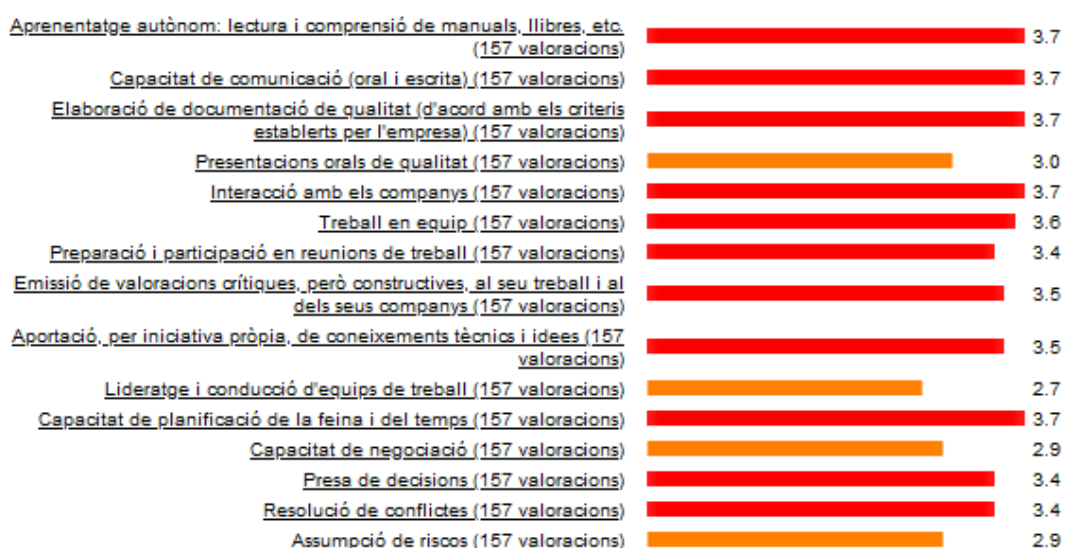 Aprenentatge autònom: lectura i comprensió de manuals, llibres, etc.
(157 valoracions) 3.7
Capacitat de comunicació (oral i escrita) (157 valoracions) 3.7
Elaboració de documentació de qualitat (d'acord amb els criteris
establerts per l'empresa) (157 valoracions) 3.7
Presentacions orals de qualitat (157 valoracions) 3.0
Interacció amb els companys (157 valoracions) 3.7
Treball en equip (157 valoracions) 3.6
Preparació i participació en reunions de treball (157 valoracions) 3.4
Emissió de valoracions crítiques, però constructives, al seu treball i al
dels seus companys (157 valoracions) 3.5
Aportació, per iniciativa pròpia, de coneixements tècnics i idees (157
valoracions) 3.5
Lideratge i conducció d'equips de treball (157 valoracions) 2.7
Capacitat de planificació de la feina i del temps (157 valoracions) 3.7
Capacitat de negociació (157 valoracions) 2.9
Presa de decisions (157 valoracions) 3.4
Resolució de conflictes (157 valoracions) 3.4
Assumpció de riscos (157 valoracions) 2.9